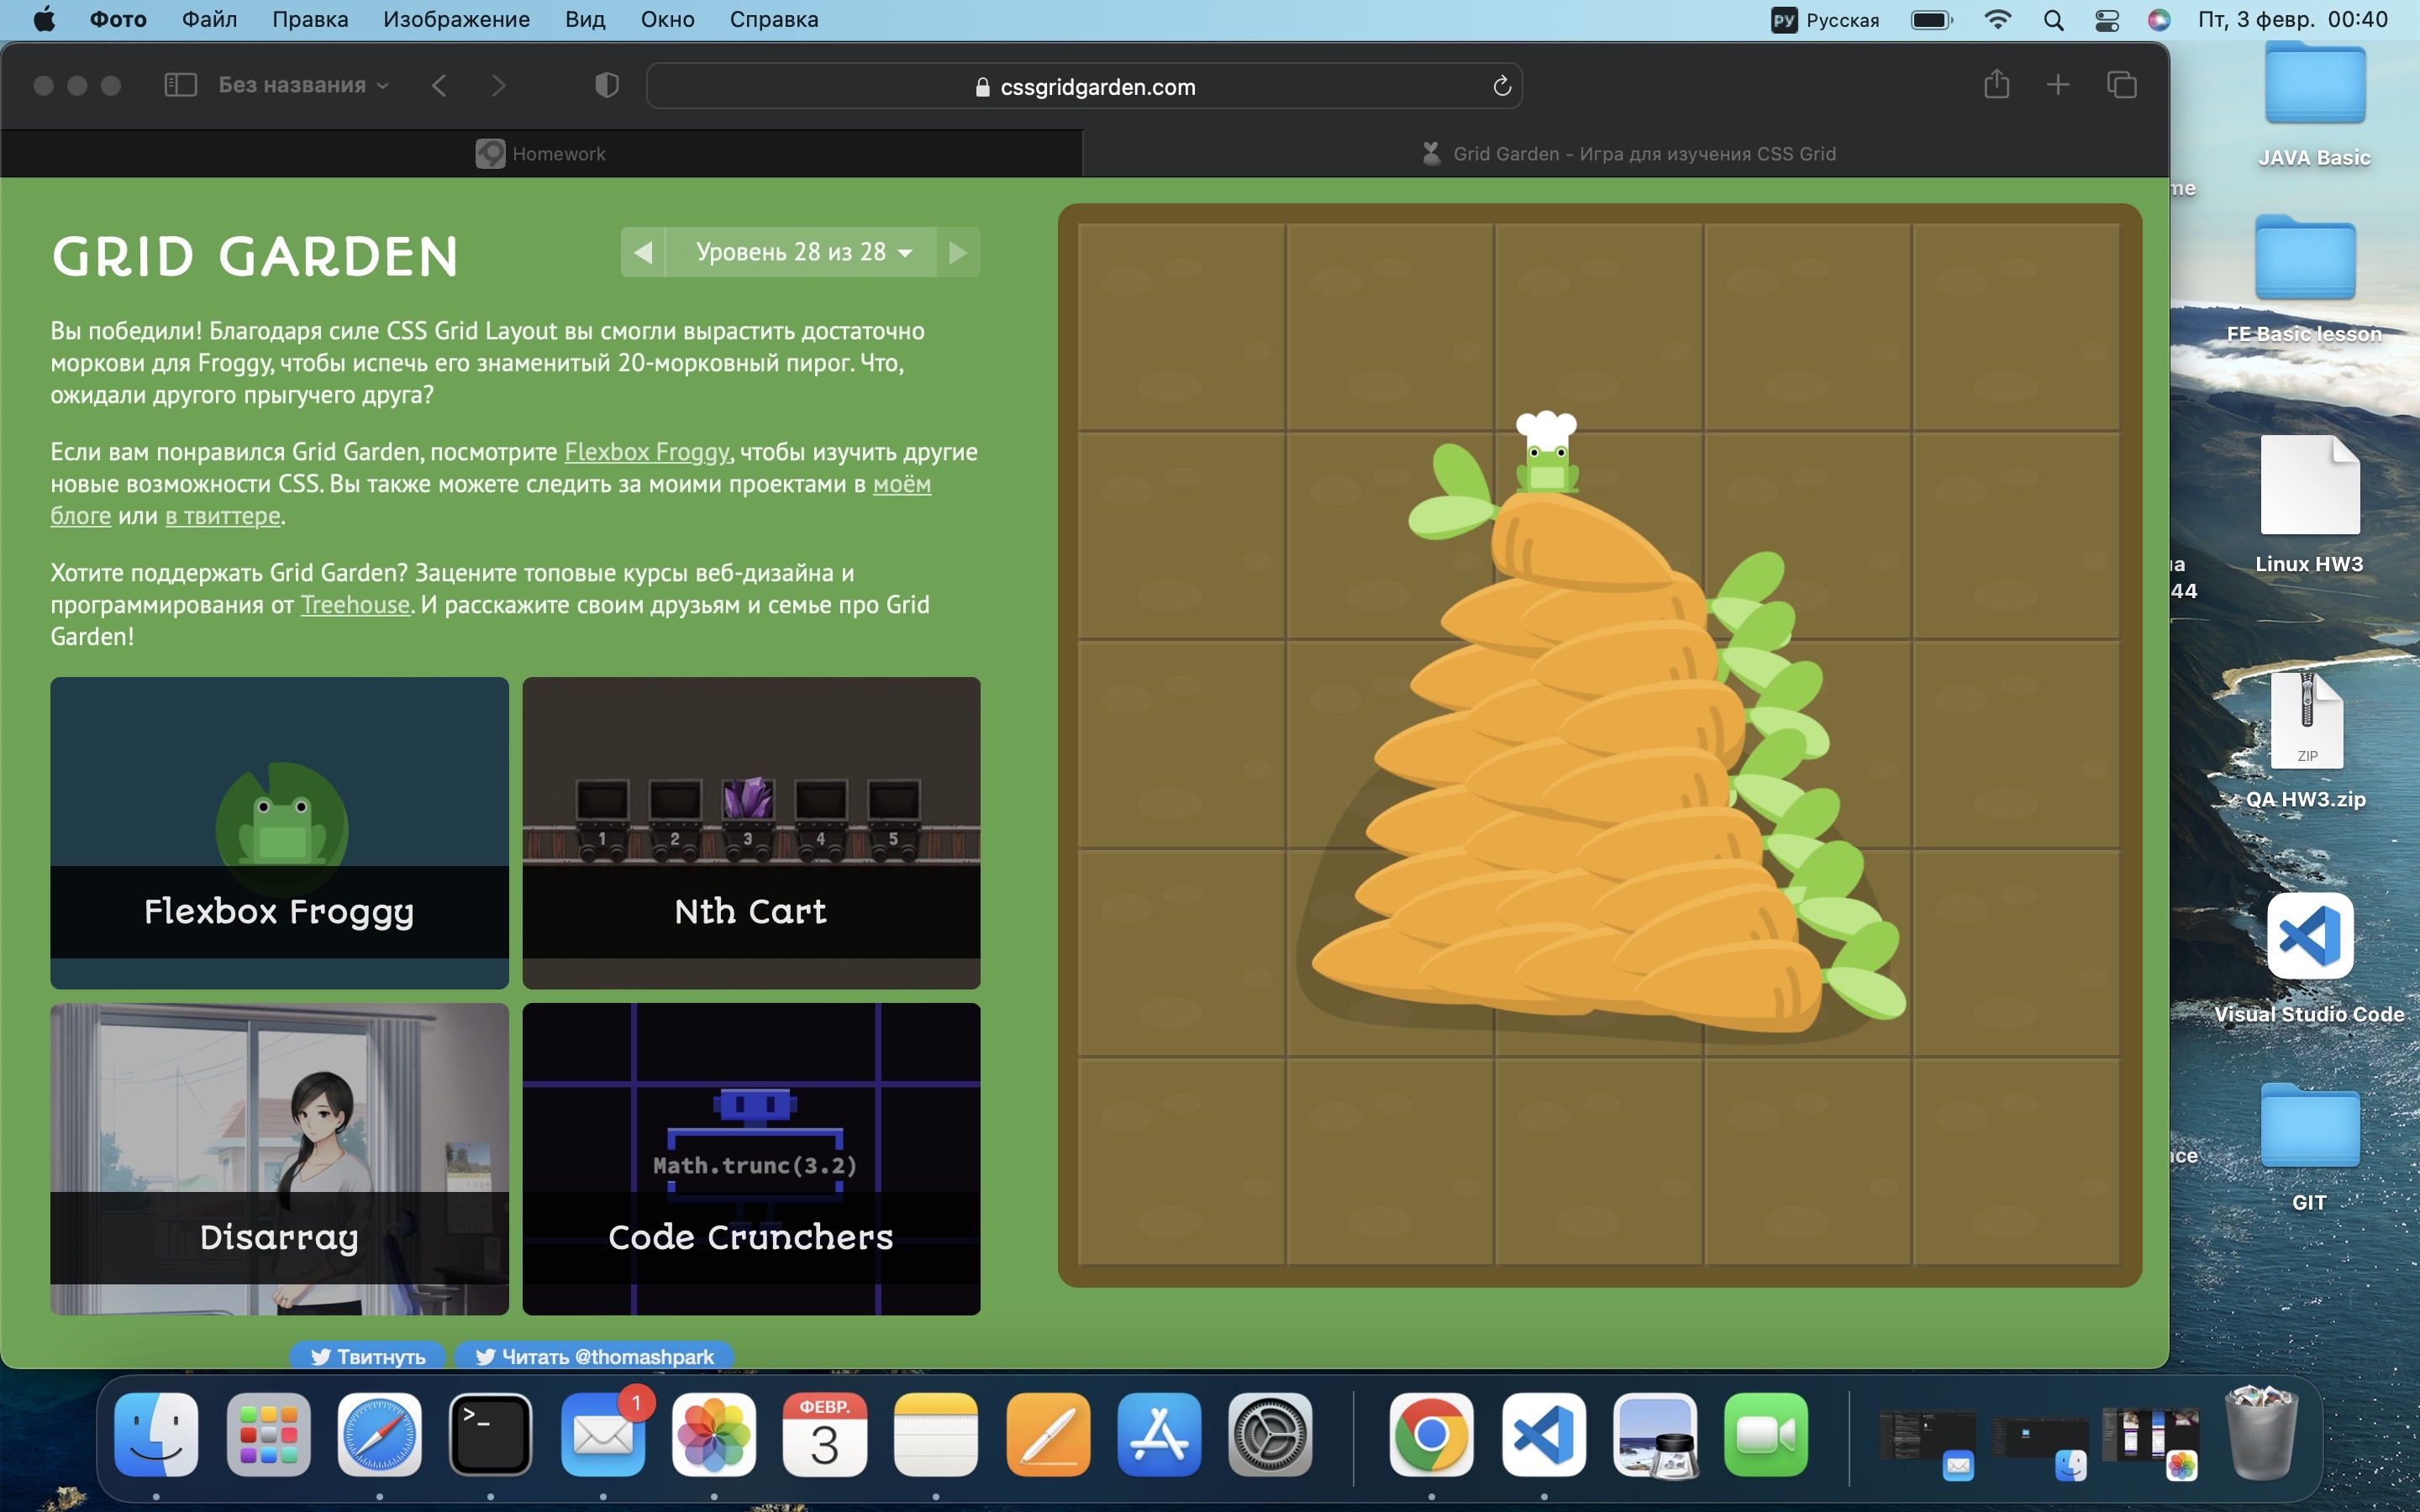 Фото Файл Правка Изображение Вид Окно Справка
РУ Русская Пт, 3 февр. 00:40
Без названия
cssgridgarden.com
Homework
Grid Garden - Игра для изучения CSS Grid
GRID GARDEN
Уровень 28 из 28
Вы победили! Благодаря силе CSS Grid Layout вы смогли вырастить достаточно
моркови для Froggy, чтобы испечь его знаменитый 20-морковный пирог. Что,
ожидали другого прыгучего друга?
Если вам понравился Grid Garden, посмотрите Flexbox Froggy, чтобы изучить другие
новые возможности CSS. Вы также можете следить за моими проектами в моём
блоге или в твиттере.
Хотите поддержать Grid Garden? Зацените топовые курсы веб-дизайна и
программирования от Treehouse. И расскажите своим друзьям и семье про Grid
Garden!
1 2 3 4 5
Flexbox Froggy
Nth Cart
Math.trunc(3.2)
Disarray
Code Crunchers
Твитнуть
Читать @thomashpark
JAVA Basic
me
FE Basic lesson
Linux HW3
44
ZIP
QA HW3.zip
Visual Studio Code
nce
GIT
>_
1
ФЕВР.
3